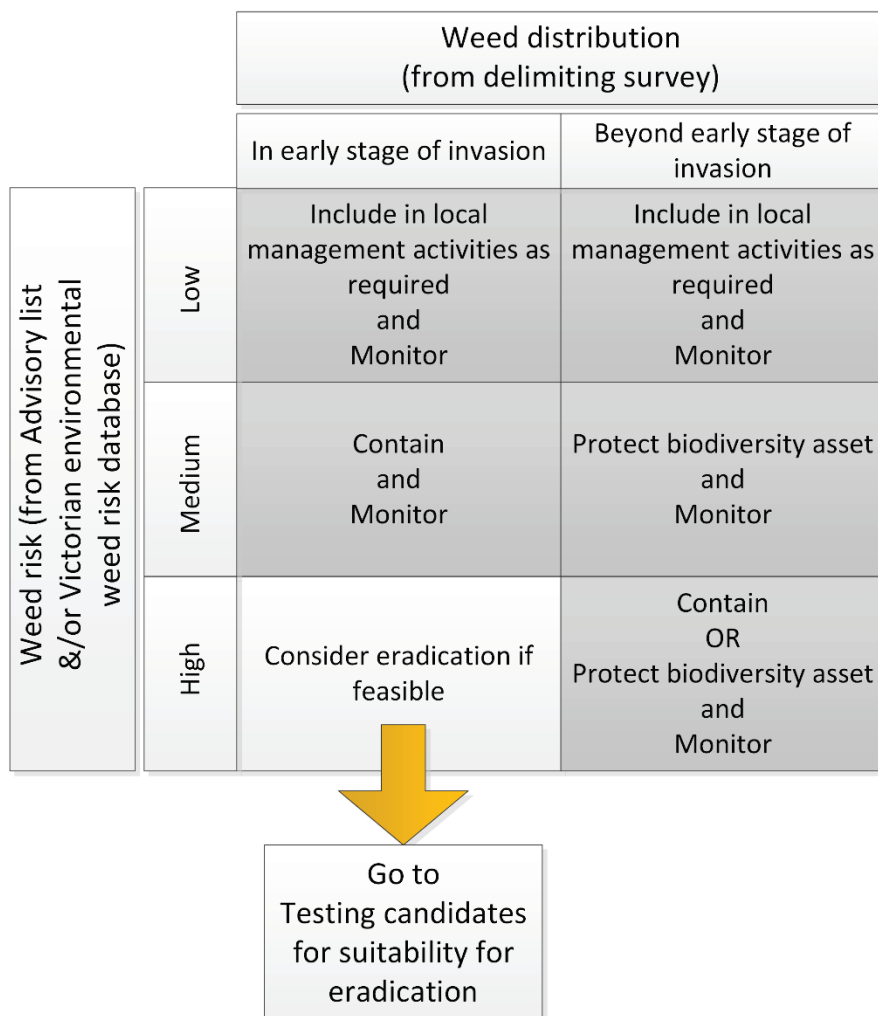 Weed distribution
(from delimiting survey)
In early stage of invasion
Beyond early stage of
invasion
Weed risk (from Advisory list
&/or Victorian environmental
weed risk database)
Low
Include in local
management activities as
required
and
Monitor
Include in local
management activities as
required
and
Monitor
Medium
Contain
and
Monitor
Protect biodiversity asset
and
Monitor
High
Consider eradication if
feasible
Contain
OR
Protect biodiversity asset
and
Monitor
Go to
Testing candidates
for suitability for
eradication